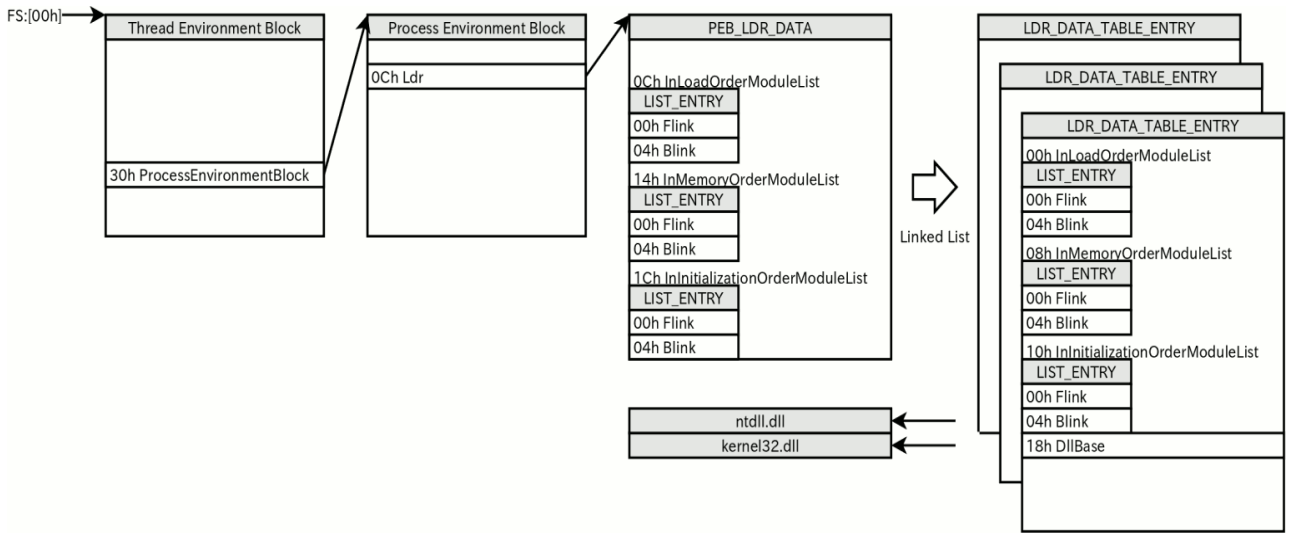 FS:[00h]
Thread Environment Block
30h ProcessEnvironmentBlock
Process Environment Block
0Ch Ldr
PEB_LDR_DATA
0Ch InLoadOrderModuleList
LIST_ENTRY
00h Flink
04h Blink
14h InMemoryOrderModuleList
LIST_ENTRY
00h Flink
04h Blink
1Ch InInitializationOrderModuleList
LIST_ENTRY
00h Flink
04h Blink
ntdll.dll
kernel32.dll
Linked List
LDR_DATA_TABLE_ENTRY
LDR_DATA_TABLE_ENTRY
LDR_DATA_TABLE_ENTRY
00h InLoadOrderModuleList
LIST_ENTRY
00h Flink
04h Blink
08h InMemoryOrderModuleList
LIST_ENTRY
00h Flink
04h Blink
10h InInitializationOrderModuleList
LIST_ENTRY
00h Flink
04h Blink
18h DllBase